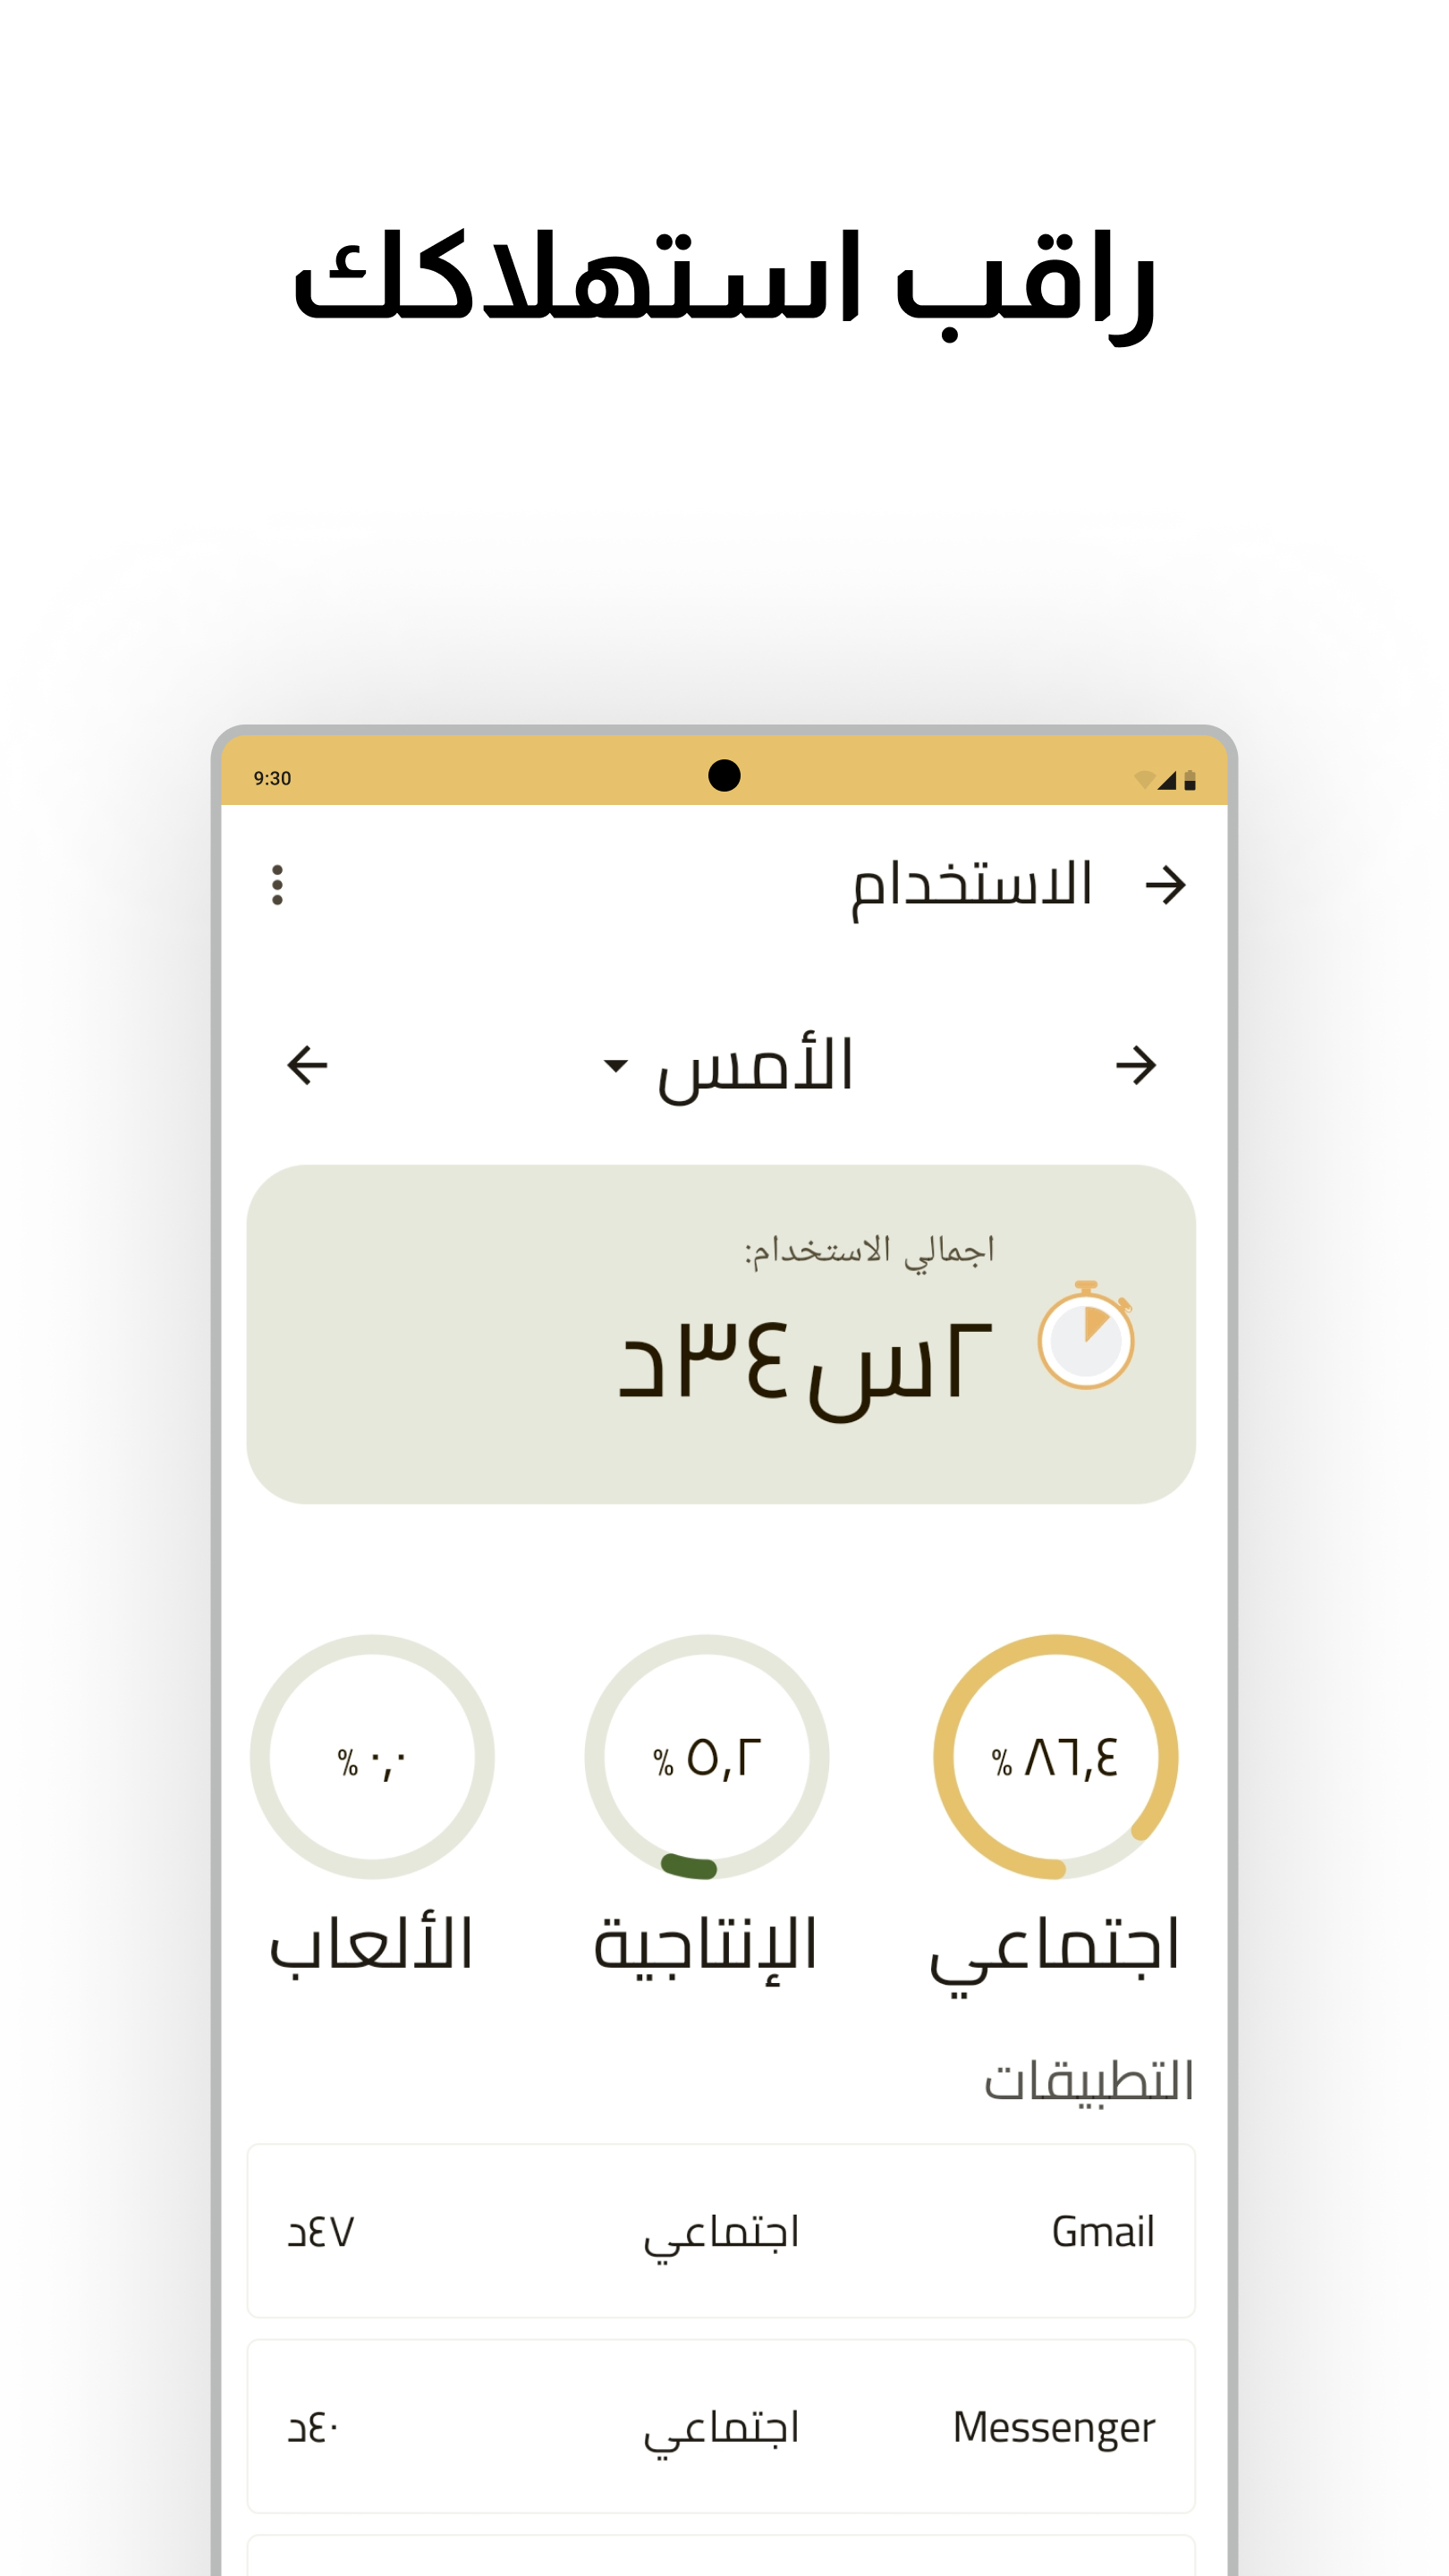 راقب استهلاكك
9:30
الاستخدام
الأمس
اجمالي الاستخدام:
٢س ٣٤د
٨٦,٤ %
٥,٢ %
٠,٠ %
اجتماعي
الإنتاجية
الألعاب
التطبيقات
Gmail اجتماعي ٤٧د
Messenger اجتماعي ٤٠د